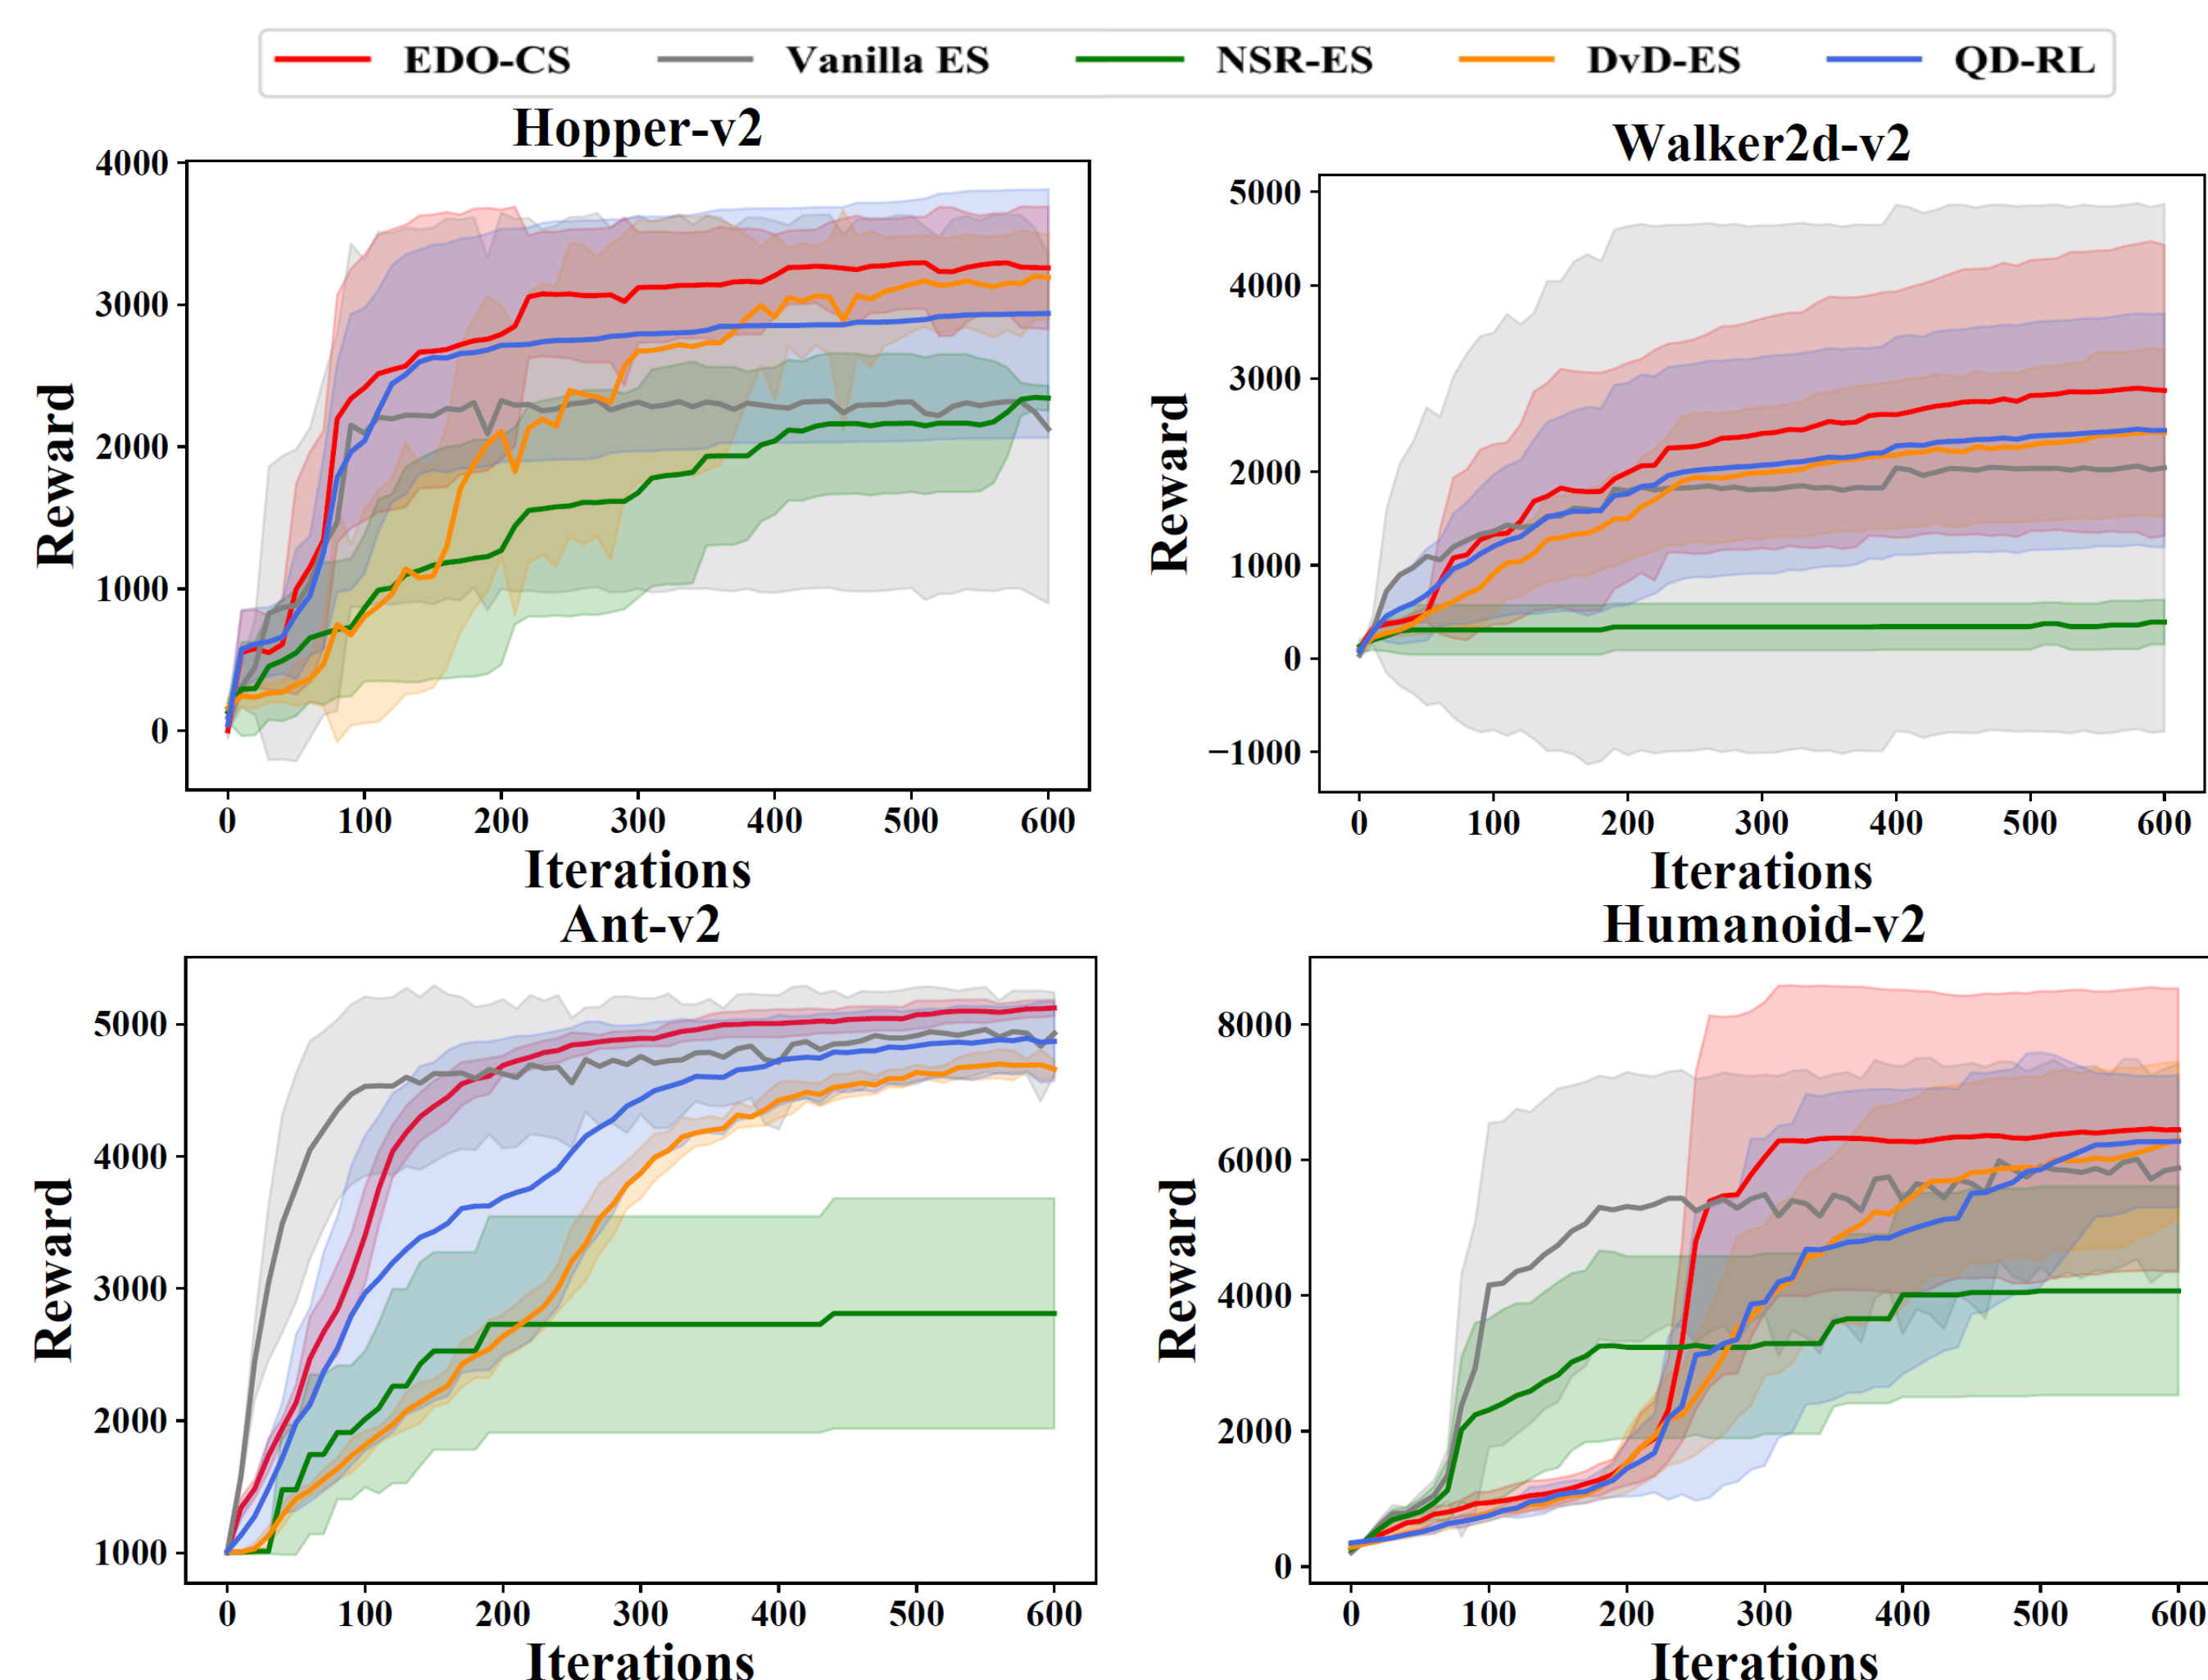 EDO-CS Vanilla ES NSR-ES DvD-ES QD-RL
Hopper-v2
4000
3000
2000
1000
0
Reward
0 100 200 300 400 500 600
Iterations
Walker2d-v2
5000
4000
3000
2000
1000
0
−1000
Reward
0 100 200 300 400 500 600
Iterations
Ant-v2
5000
4000
3000
2000
1000
Reward
0 100 200 300 400 500 600
Iterations
Humanoid-v2
8000
6000
4000
2000
0
Reward
0 100 200 300 400 500 600
Iterations